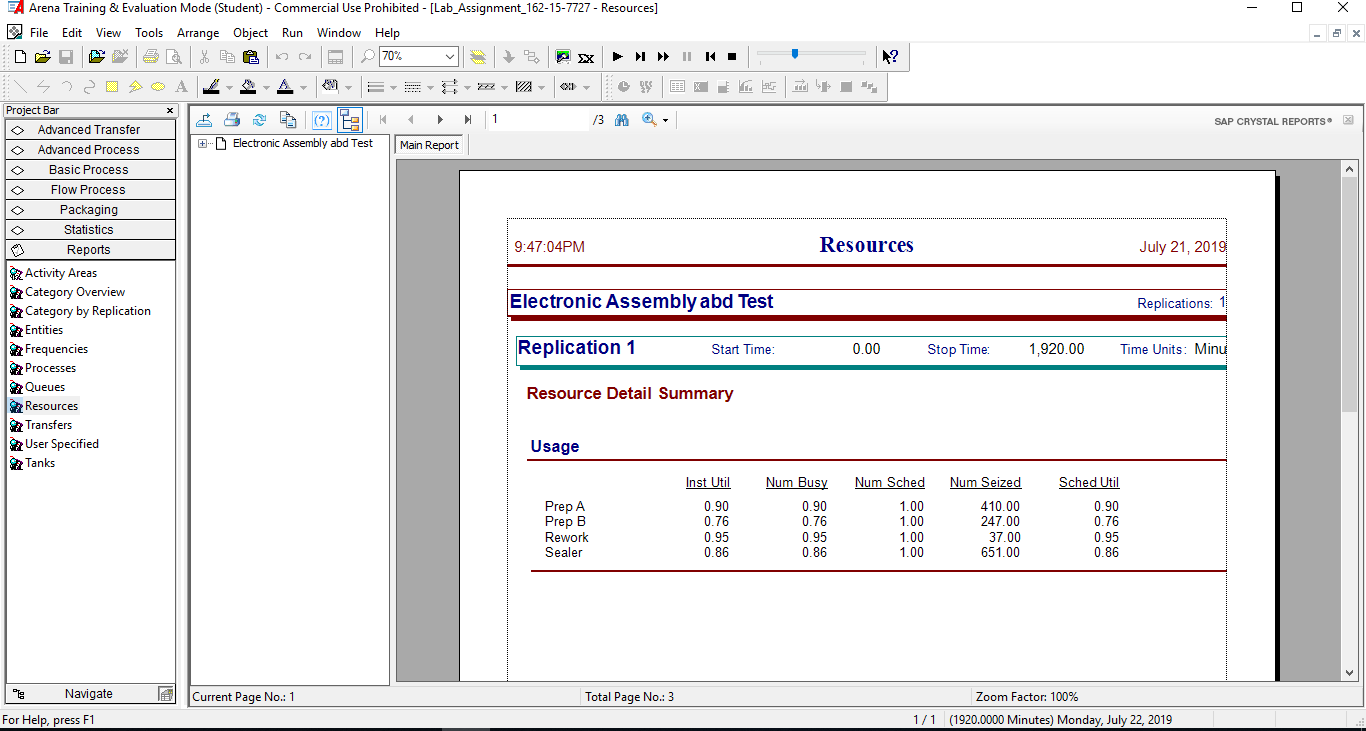 Arena Training & Evaluation Mode (Student) - Commercial Use Prohibited - [Lab_Assignment_162-15-7727 - Resources]
File Edit View Tools Arrange Object Run Window Help
70%
Project Bar
Advanced Transfer
Advanced Process
Basic Process
Flow Process
Packaging
Statistics
Reports
Activity Areas
Category Overview
Category by Replication
Entities
Frequencies
Processes
Queues
Resources
Transfers
User Specified
Tanks
Navigate
1 /3
SAP CRYSTAL REPORTS®
Electronic Assembly abd Test
Main Report
9:47:04PM Resources July 21, 2019
Electronic Assembly abd Test Replications: 1
Replication 1 Start Time: 0.00 Stop Time: 1,920.00 Time Units: Minu
Resource Detail Summary
Usage
Inst Util Num Busy Num Sched Num Seized Sched Util
Prep A 0.90 0.90 1.00 410.00 0.90
Prep B 0.76 0.76 1.00 247.00 0.76
Rework 0.95 0.95 1.00 37.00 0.95
Sealer 0.86 0.86 1.00 651.00 0.86
Current Page No.: 1 Total Page No.: 3 Zoom Factor: 100%
For Help, press F1 1 / 1 (1920.0000 Minutes) Monday, July 22, 2019